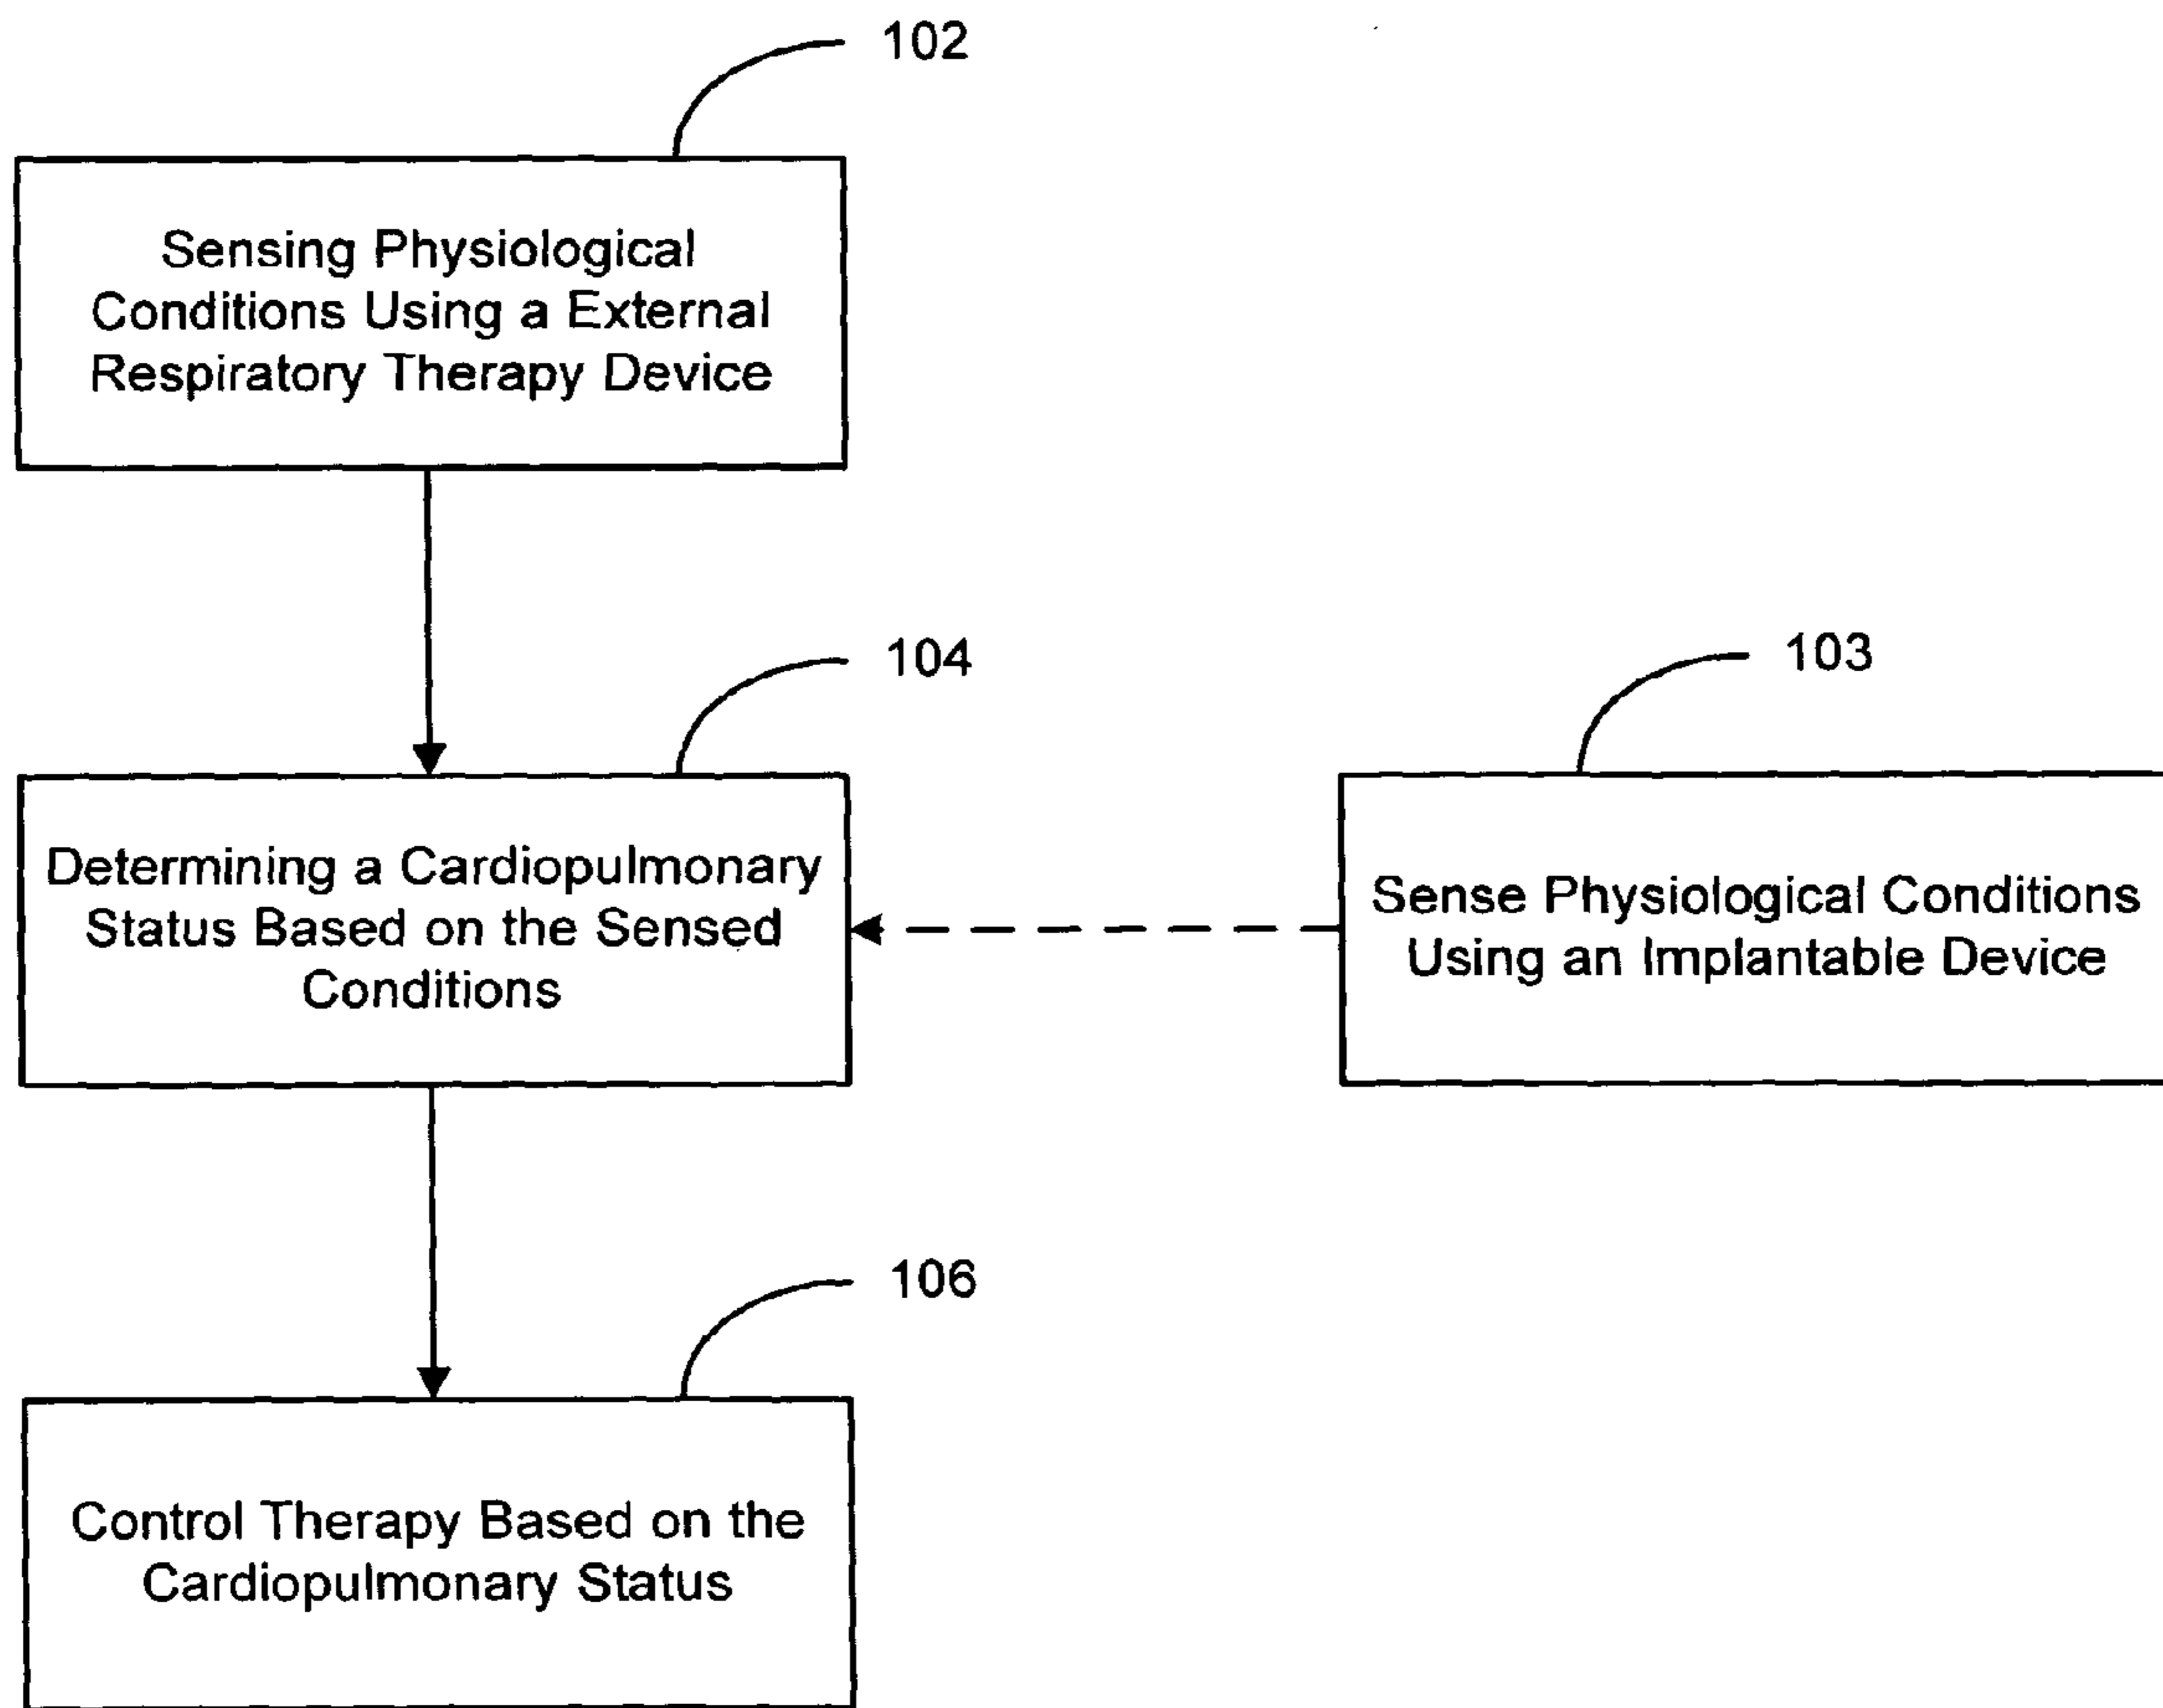 102
Sensing Physiological
Conditions Using a External
Respiratory Therapy Device
104
Determining a Cardiopulmonary
Status Based on the Sensed
Conditions
103
Sense Physiological Conditions
Using an Implantable Device
106
Control Therapy Based on the
Cardiopulmonary Status